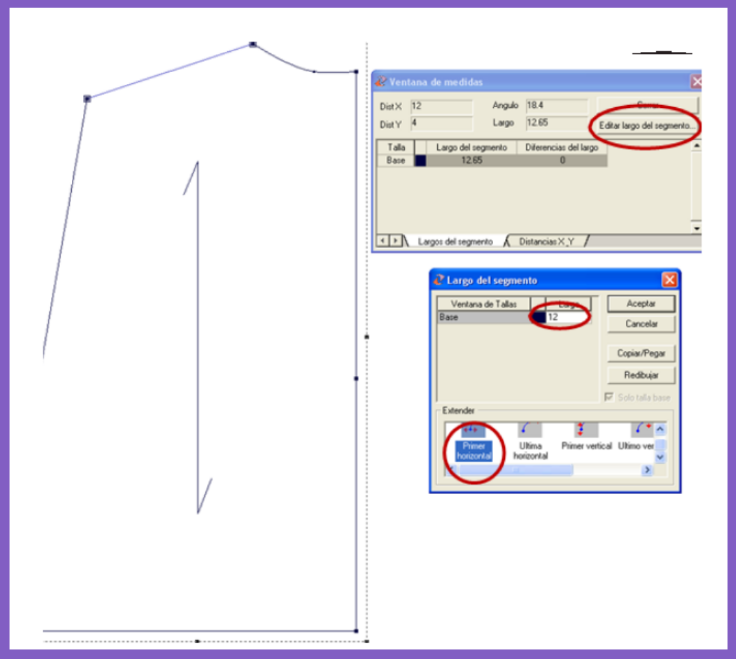 Ventana de medidas
Dist X 12 Angulo 18.4 Cerrar
Dist Y 4 Largo 12.65 Editar largo del segmento...
Talla Largo del segmento Diferencias del largo
Base 12.65 0
Largos del segmento Distancias X_Y
Largo del segmento
Ventana de Tallas Largo Aceptar
Base 12
Cancelar
Copiar/Pegar
Redibujar
Solo talla base
Extender
Primer horizontal
Ultima horizontal
Primer vertical
Ultimo ver